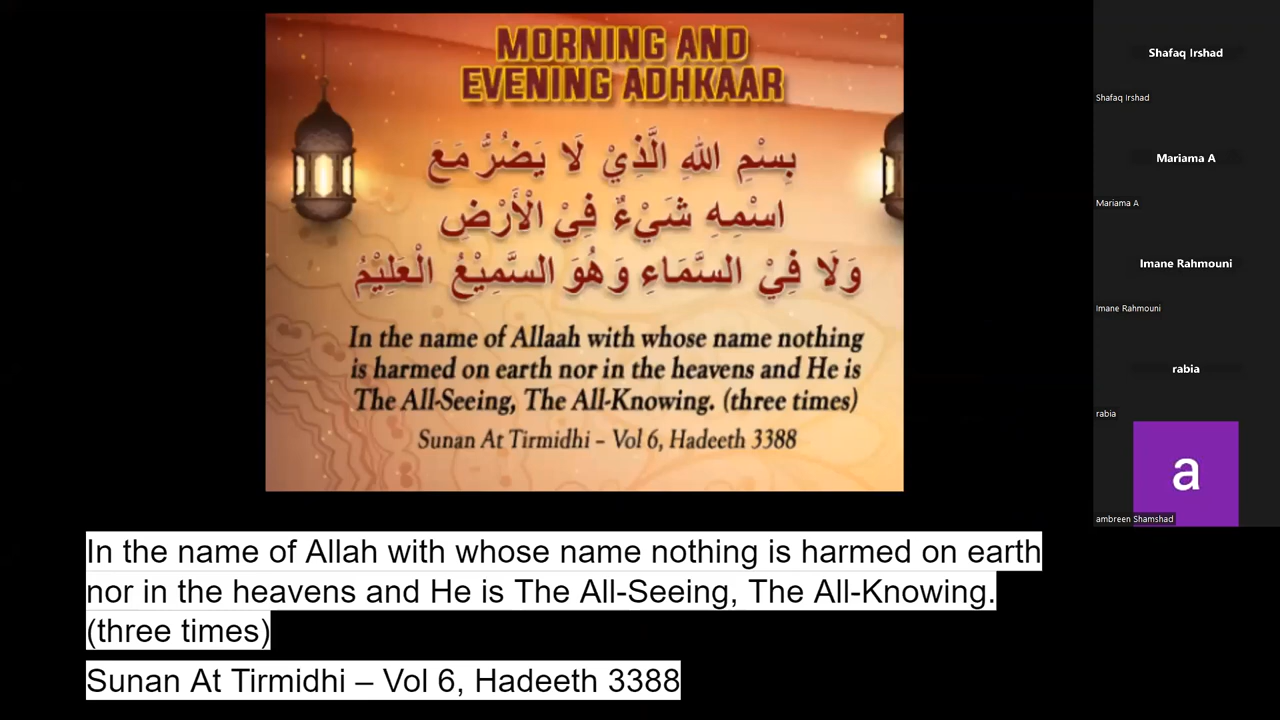 MORNING AND
EVENING ADHKAAR
بِسْمِ اللهِ الَّذِيْ لَا يَضُرُّ مَعَ
اسْمِهِ شَيْءٌ فِيْ الْأَرْضِ
وَلَا فِيْ السَّمَاءِ وَهُوَ السَّمِيْعُ الْعَلِيْمُ
In the name of Allaah with whose name nothing
is harmed on earth nor in the heavens and He is
The All-Seeing, The All-Knowing. (three times)
Sunan At Tirmidhi – Vol 6, Hadeeth 3388
In the name of Allah with whose name nothing is harmed on earth
nor in the heavens and He is The All-Seeing, The All-Knowing.
(three times)
Sunan At Tirmidhi – Vol 6, Hadeeth 3388
Shafaq Irshad
Shafaq Irshad
Mariama A
Mariama A
Imane Rahmouni
Imane Rahmouni
rabia
rabia
a
ambreen Shamshad